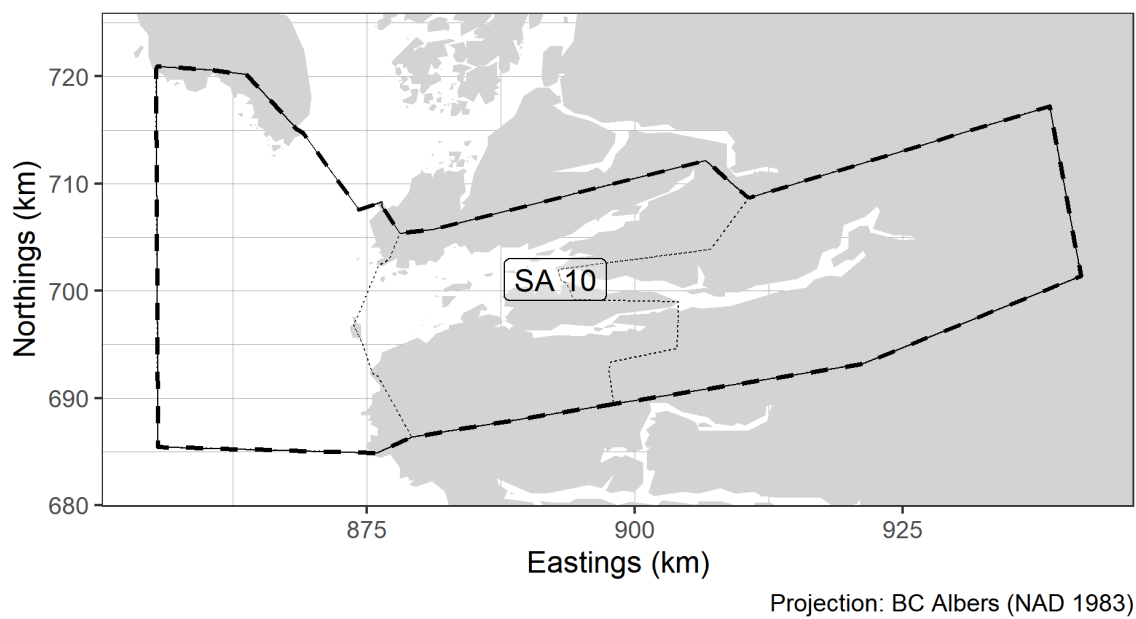 720
710
700
690
680
Northings (km)
SA 10
875
900
925
Eastings (km)
Projection: BC Albers (NAD 1983)